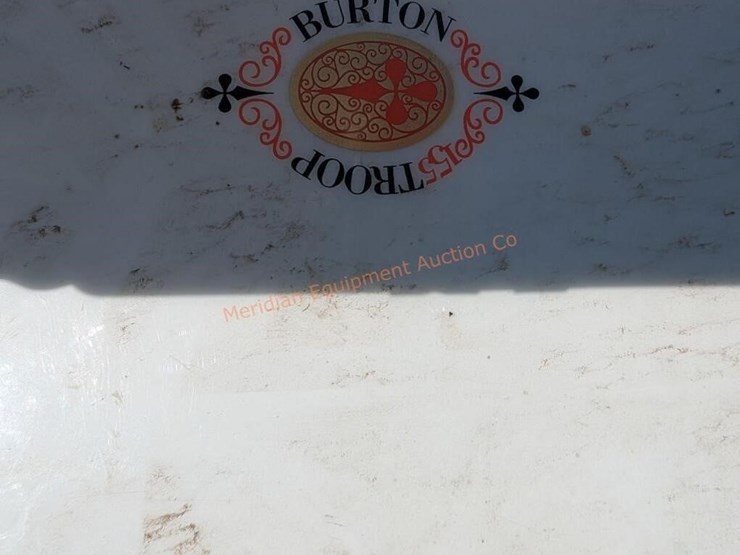 BURTON
TROOP 155
Meridian Equipment Auction Co